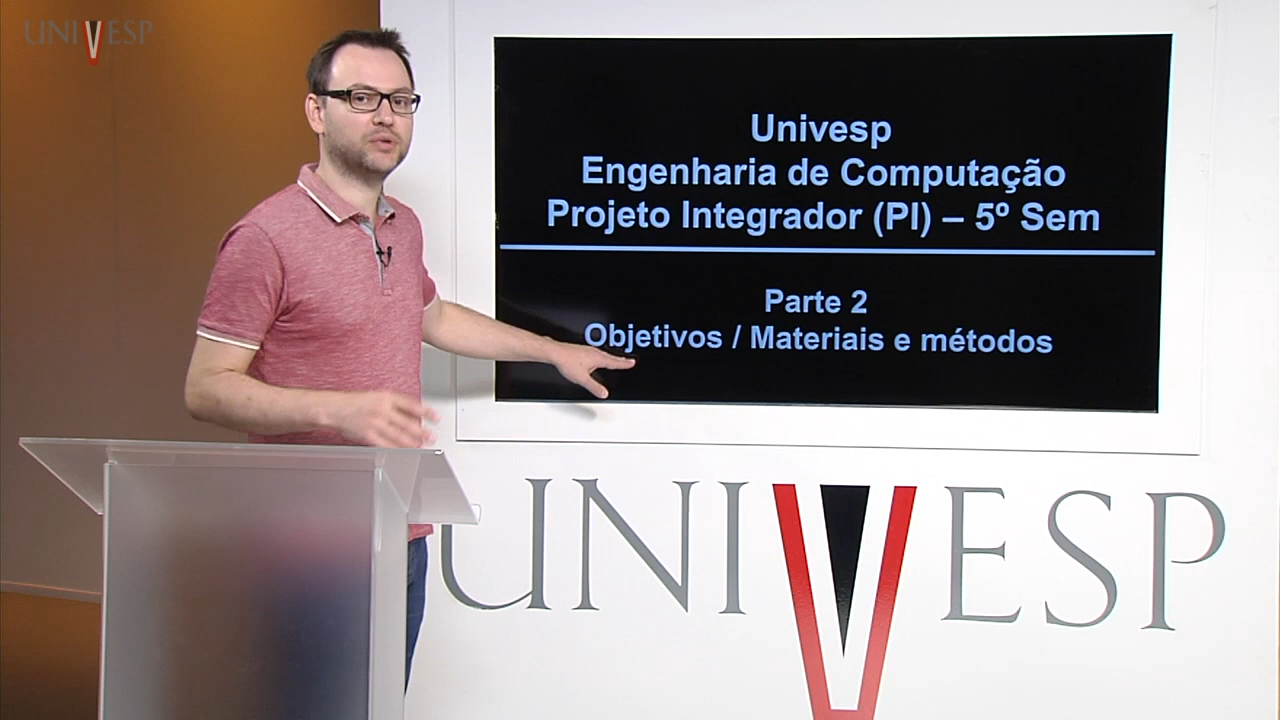 UNIVESP
Univesp
Engenharia de Computação
Projeto Integrador (PI) – 5º Sem
Parte 2
Objetivos / Materiais e métodos
UNIVESP